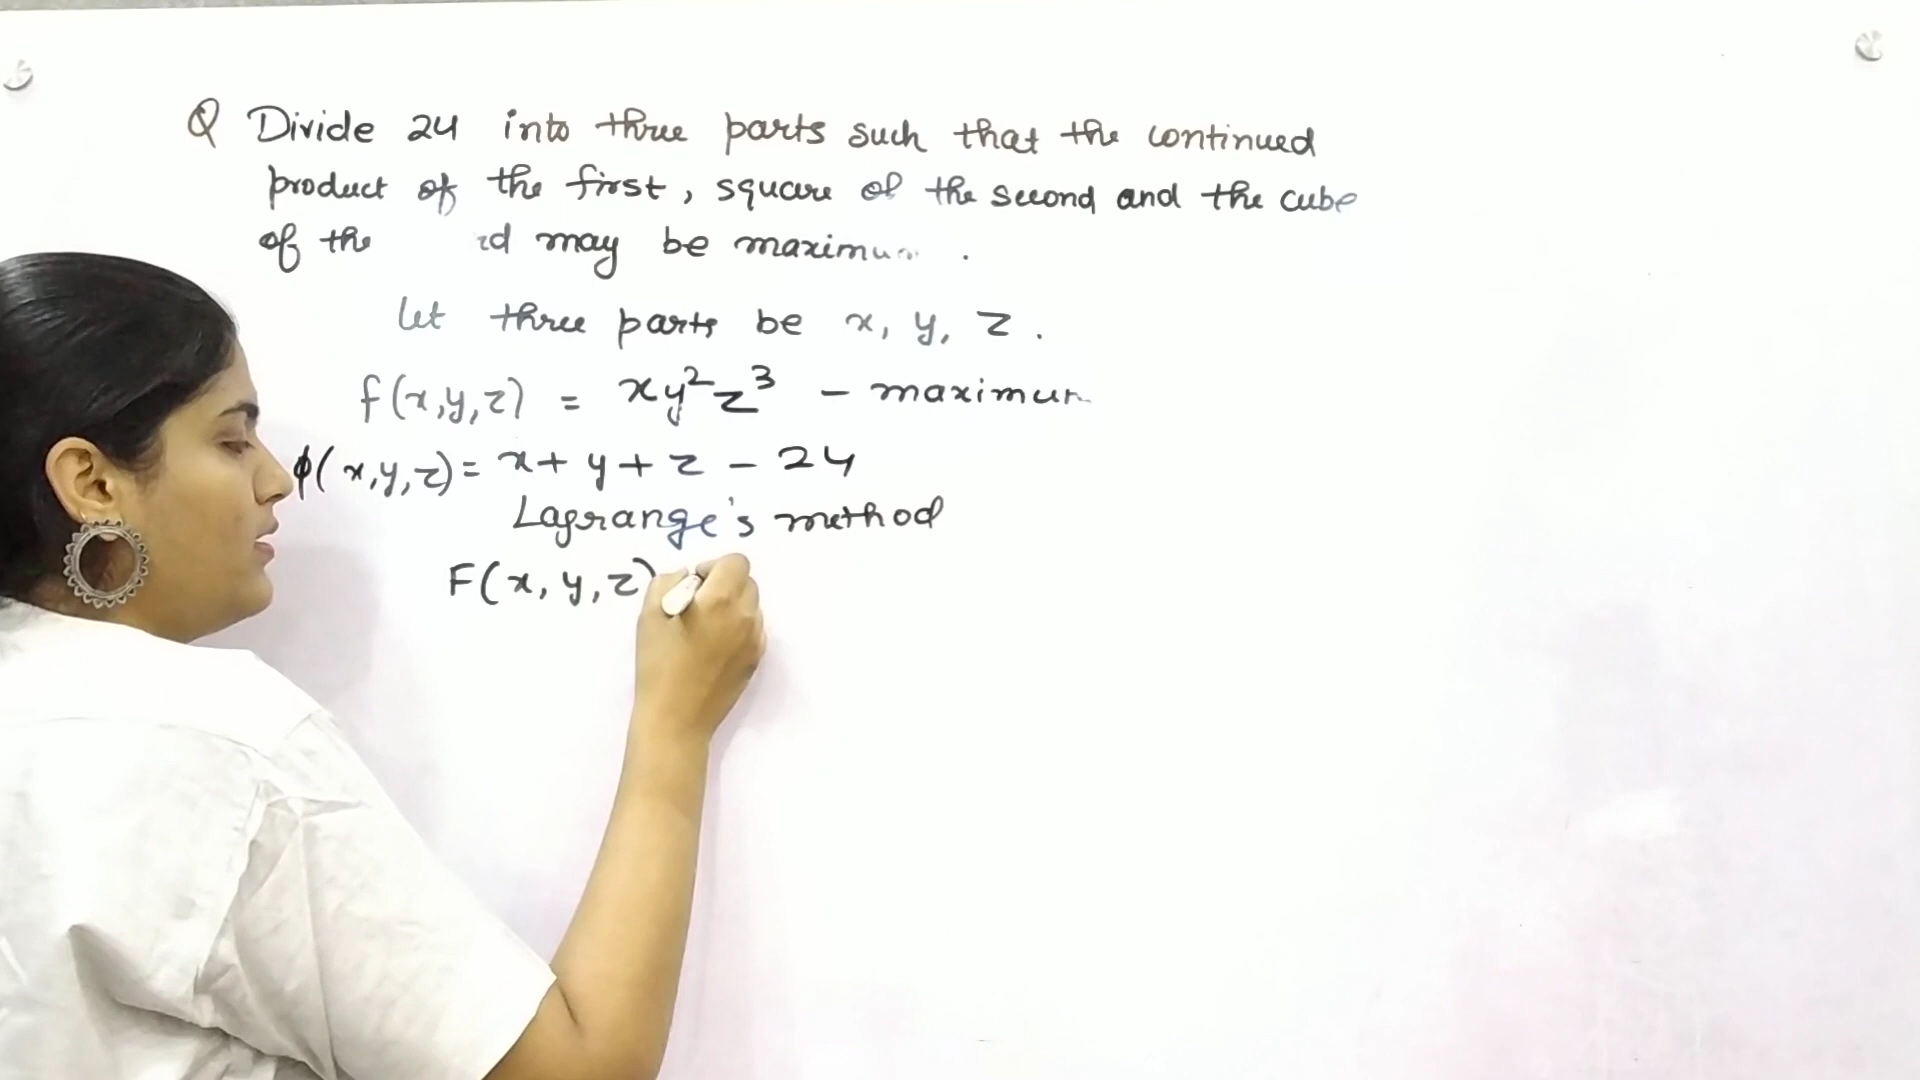 Q Divide 24 into three parts such that the continued
product of the first, square of the second and the cube
of the may be maximum.
Let three parts be x, y, z.
f(x,y,z) = xy²z³ - maximum
ϕ(x,y,z) = x + y + z - 24
Lagrange's method
F(x, y, z)